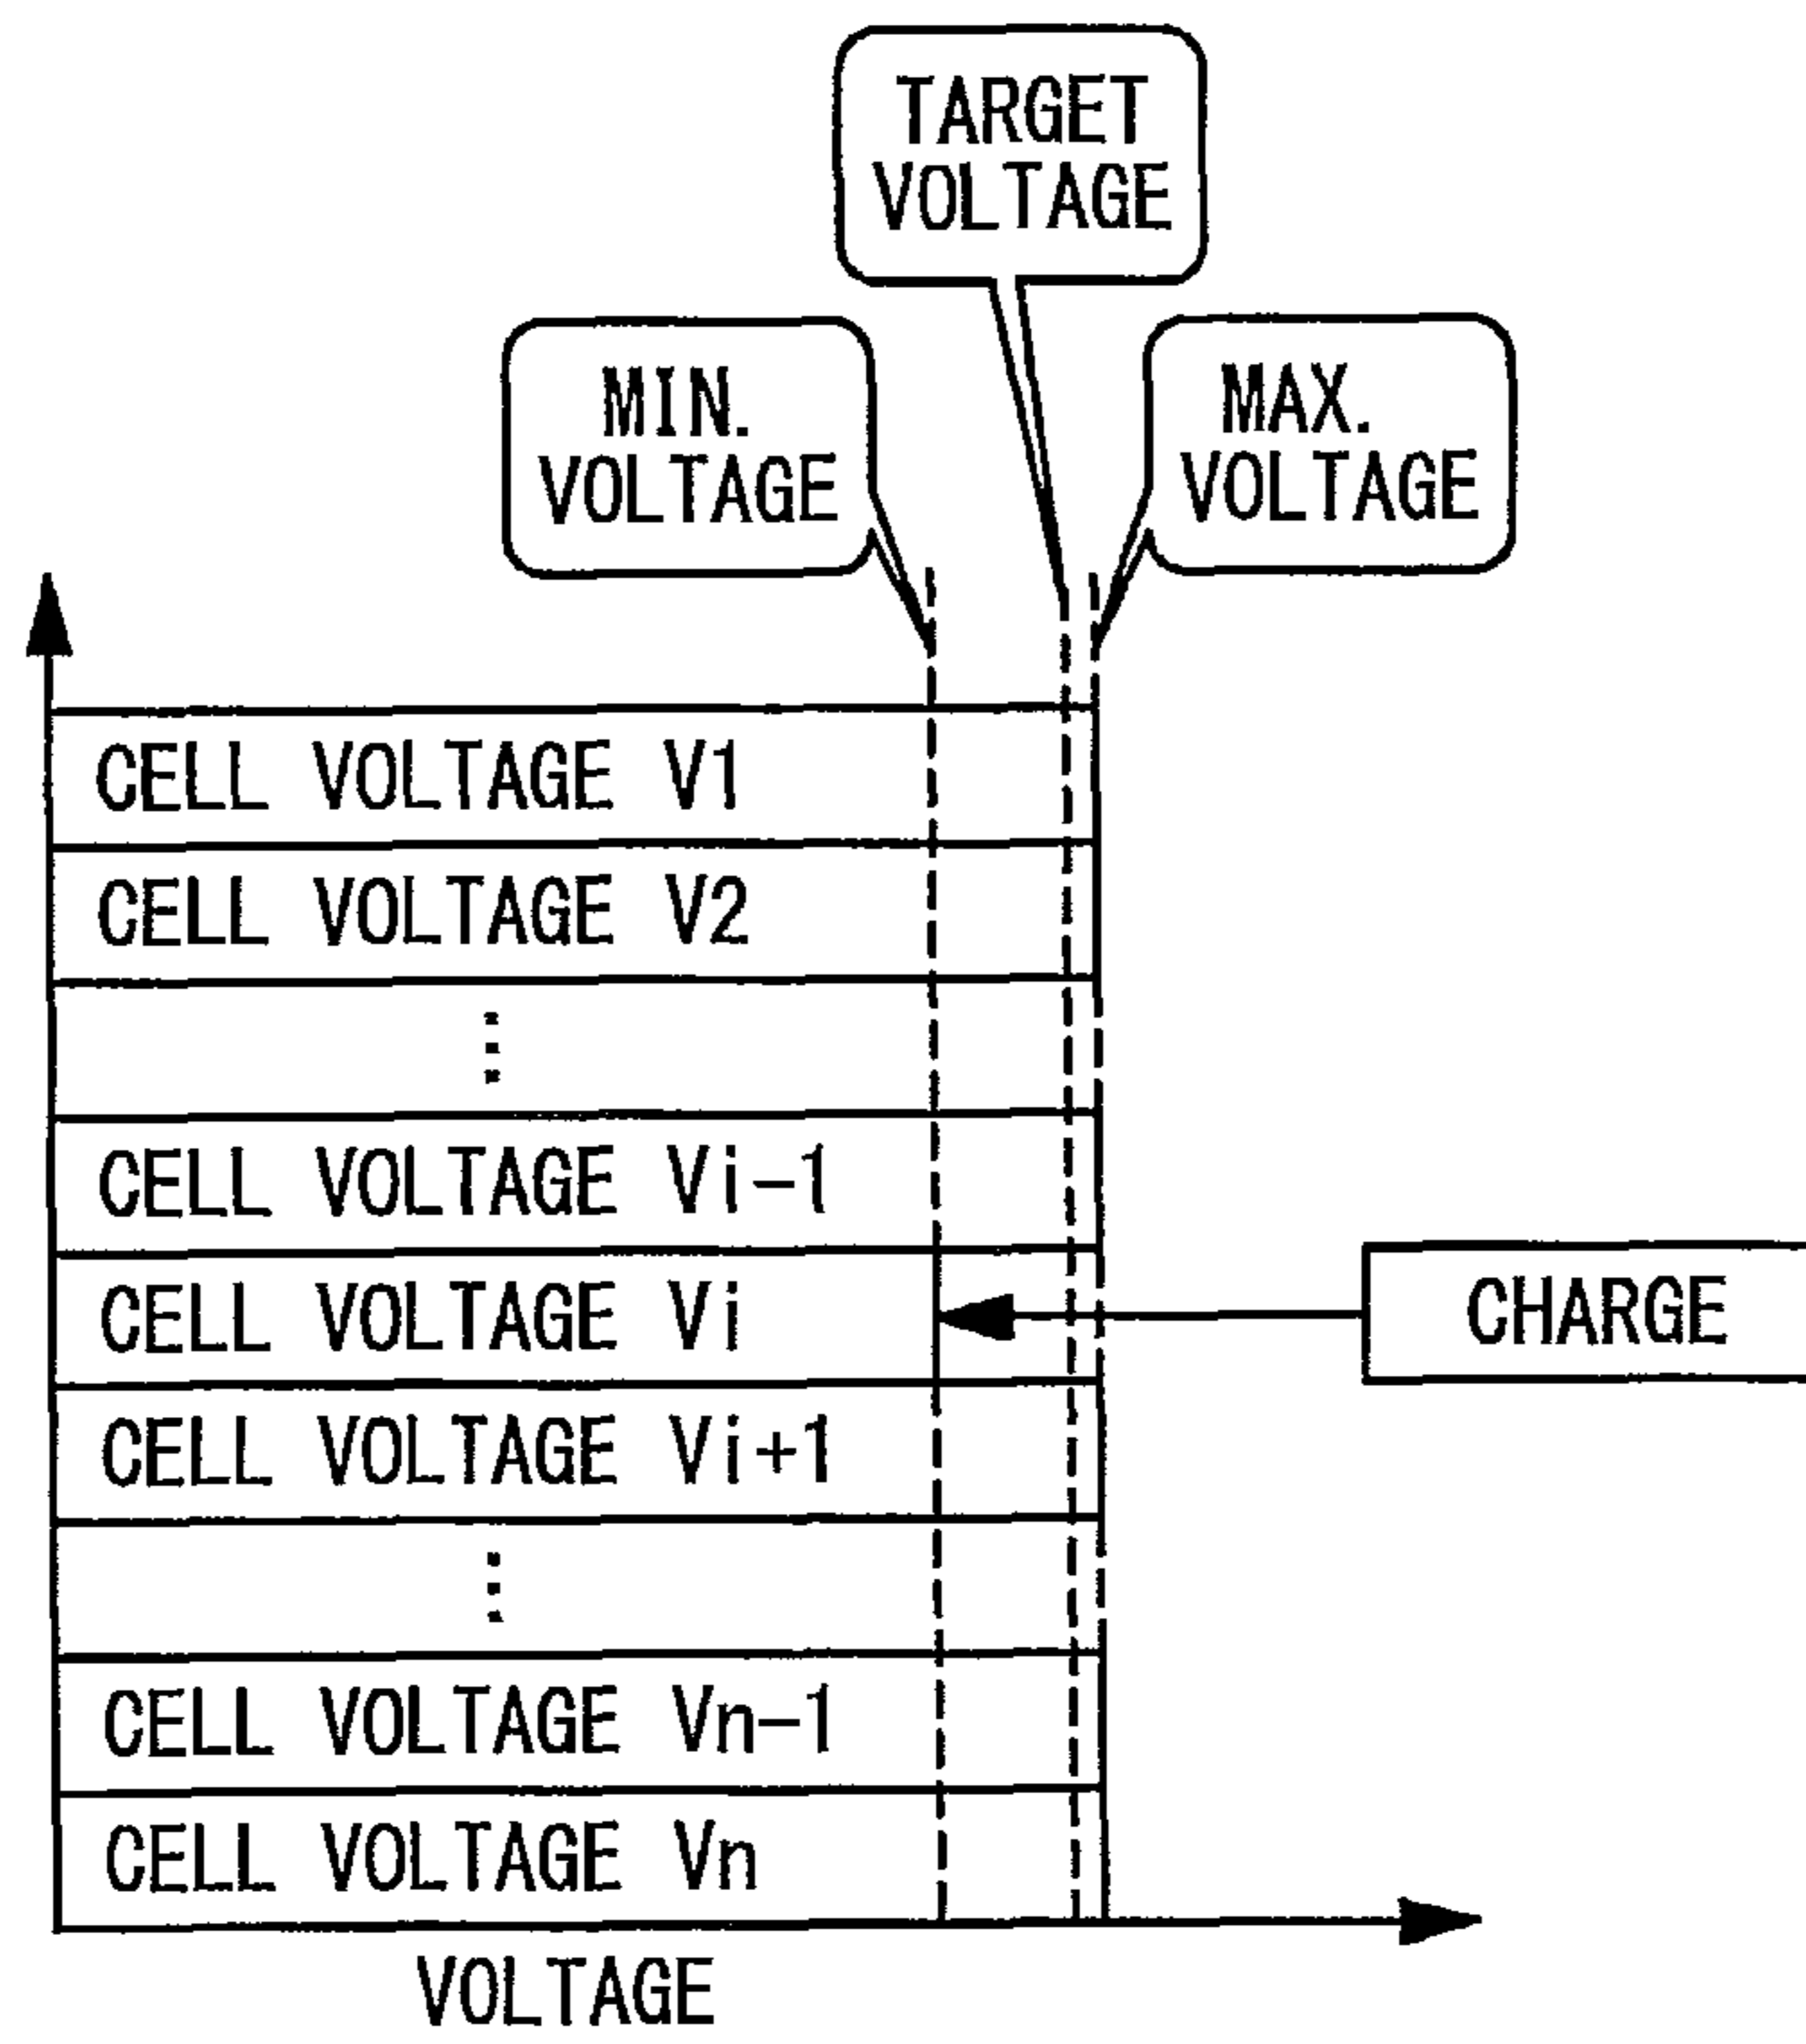 TARGET
VOLTAGE
MIN.
VOLTAGE
MAX.
VOLTAGE
CELL VOLTAGE V1
CELL VOLTAGE V2
CELL VOLTAGE Vi-1
CELL VOLTAGE Vi
CHARGE
CELL VOLTAGE Vi+1
CELL VOLTAGE Vn-1
CELL VOLTAGE Vn
VOLTAGE